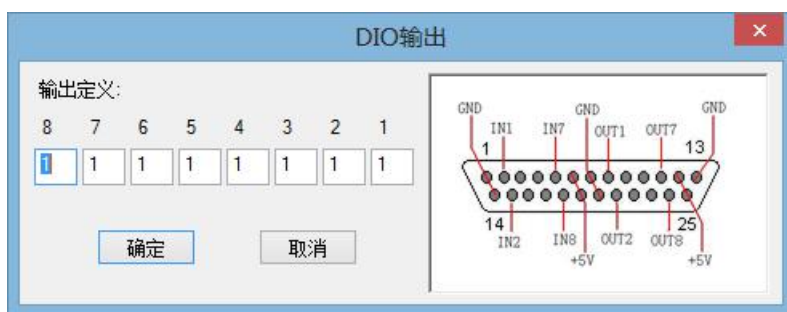 DIO输出
输出定义:
8 7 6 5 4 3 2 1
1 1 1 1 1 1 1 1
确定 取消
GND GND GND
IN1 IN7 OUT1 OUT7
1 13
14 25
IN2 IN8 OUT2 OUT8
+5V +5V